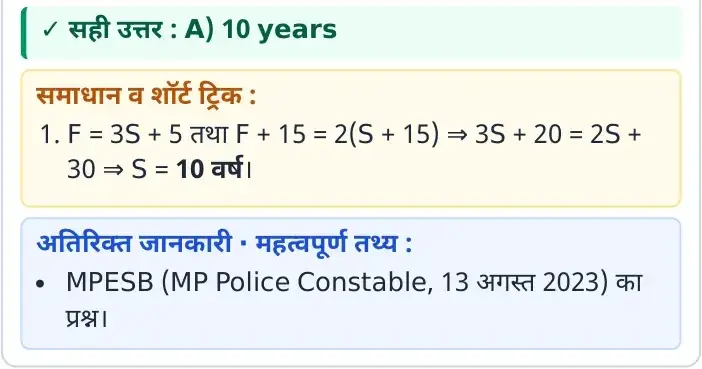 ✓ सही उत्तर : A) 10 years
समाधान व शॉर्ट ट्रिक :
1. F = 3S + 5 तथा F + 15 = 2(S + 15) ⇒ 3S + 20 = 2S +
30 ⇒ S = 10 वर्ष।
अतिरिक्त जानकारी · महत्वपूर्ण तथ्य :
• MPESB (MP Police Constable, 13 अगस्त 2023) का
प्रश्न।